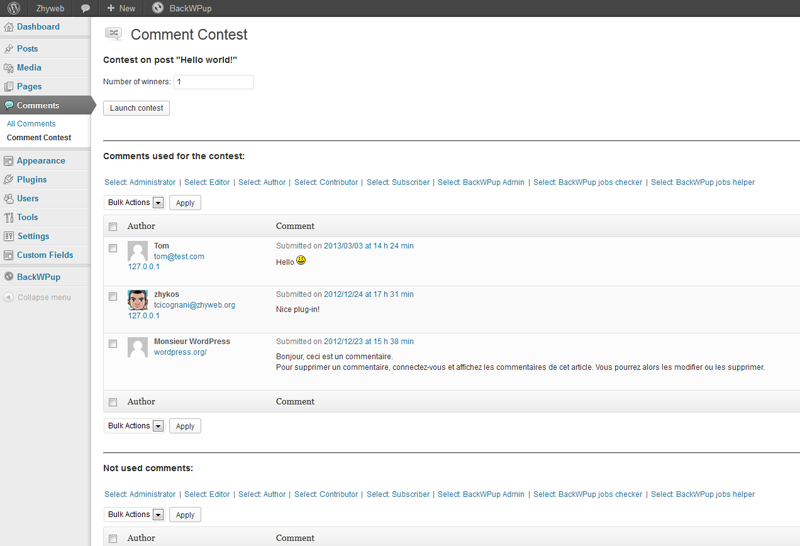 Zhyweb + New BackWPup
Dashboard
Posts
Media
Pages
Comments
All Comments
Comment Contest
Appearance
Plugins
Users
Tools
Settings
Custom Fields
BackWPup
Collapse menu
Comment Contest
Contest on post "Hello world!"
Number of winners: 1
Launch contest
Comments used for the contest:
Select: Administrator | Select: Editor | Select: Author | Select: Contributor | Select: Subscriber | Select: BackWPup Admin | Select: BackWPup jobs checker | Select: BackWPup jobs helper
Bulk Actions Apply
Author Comment
Tom
tom@test.com
127.0.0.1
Submitted on 2013/03/03 at 14 h 24 min
Hello
zhykos
tcicognani@zhyweb.org
127.0.0.1
Submitted on 2012/12/24 at 17 h 31 min
Nice plug-in!
Monsieur WordPress
wordpress.org/
Submitted on 2012/12/23 at 15 h 38 min
Bonjour, ceci est un commentaire.
Pour supprimer un commentaire, connectez-vous et affichez les commentaires de cet article. Vous pourrez alors les modifier ou les supprimer.
Author Comment
Bulk Actions Apply
Not used comments:
Select: Administrator | Select: Editor | Select: Author | Select: Contributor | Select: Subscriber | Select: BackWPup Admin | Select: BackWPup jobs checker | Select: BackWPup jobs helper
Bulk Actions Apply
Author Comment